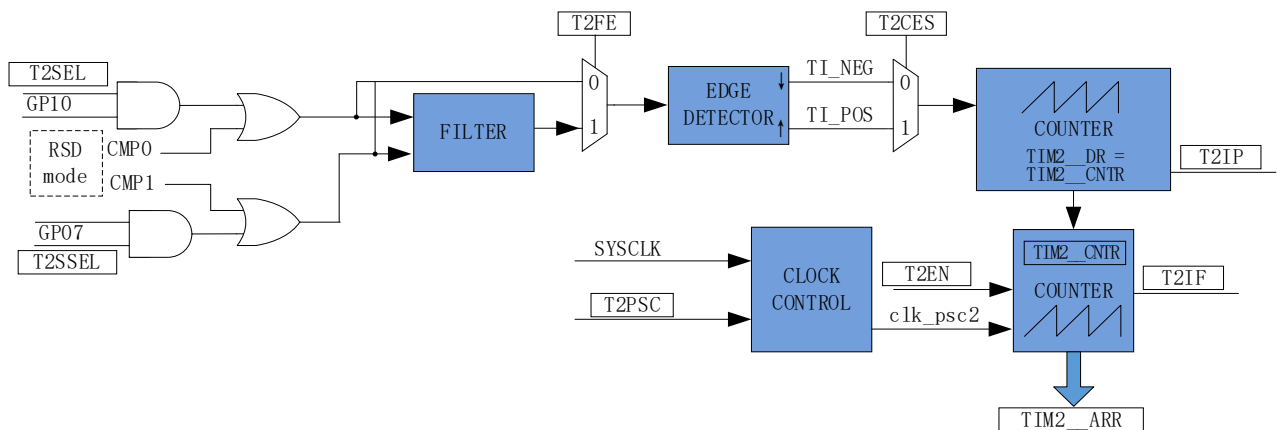 T2FE
T2CES
T2SEL
GP10
RSD
mode
CMP0
CMP1
GP07
T2SSEL
FILTER
0
1
EDGE
DETECTOR
TI_NEG
TI_POS
0
1
COUNTER
TIM2__DR =
TIM2__CNTR
T2IP
SYSCLK
T2PSC
CLOCK
CONTROL
T2EN
clk_psc2
TIM2__CNTR
COUNTER
T2IF
TIM2__ARR